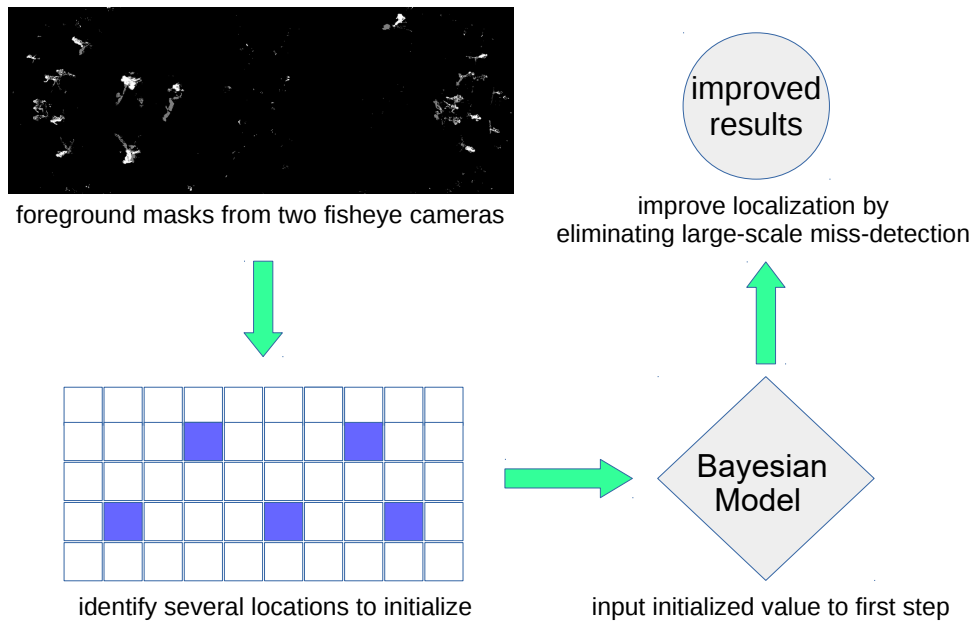 foreground masks from two fisheye cameras
identify several locations to initialize
Bayesian
Model
input initialized value to first step
improved
results
improve localization by
eliminating large-scale miss-detection